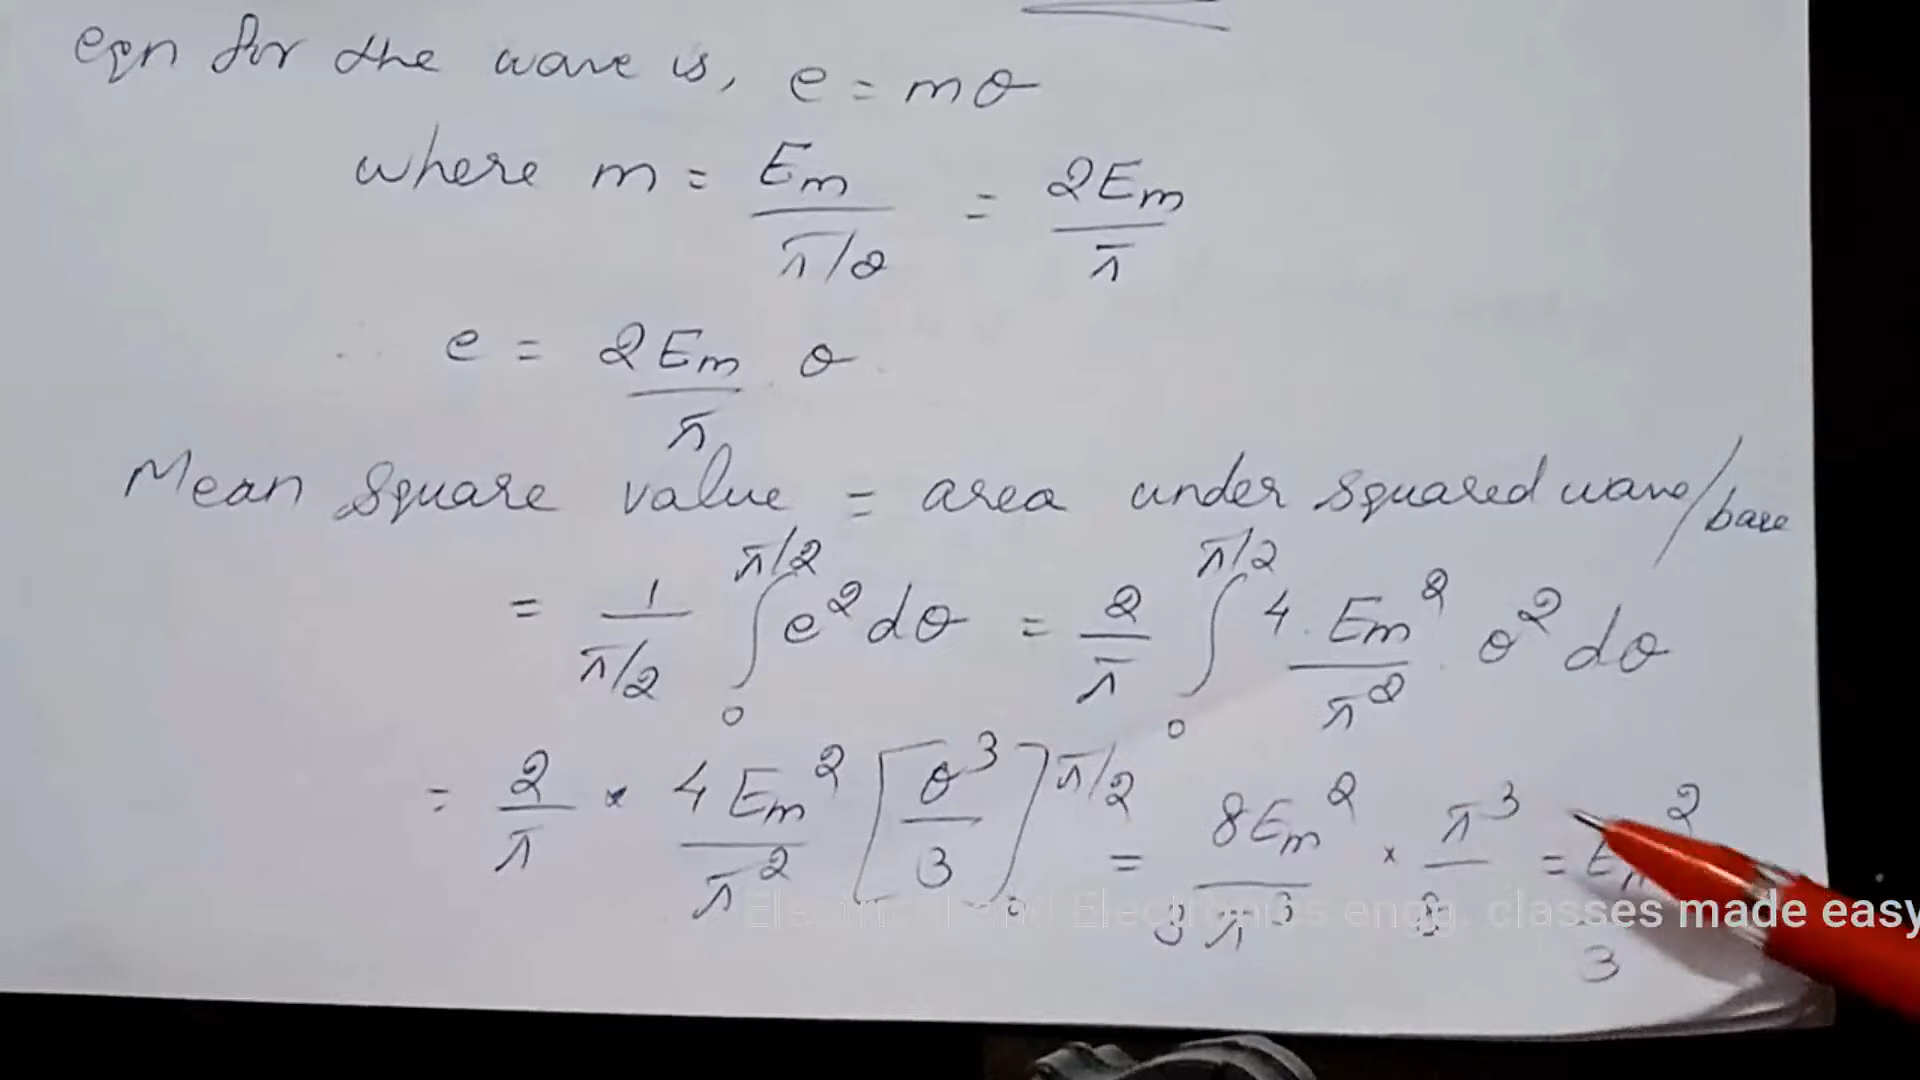 eqn for the wave is, e = mθ
where m = Em / π/2 = 2Em / π
e = 2Em / π θ
Mean square value = area under squared wave/base
= 1 / π/2 ∫₀^π/2 e² dθ = 2/π ∫₀^π/2 4. Em² / π² . θ² dθ
= 2/π × 4Em² / π² [θ³/3]₀^π/2 = 8Em² / 3π³ × π³/8 = Em² / 3
Electrical and Electronics engg. classes made easy